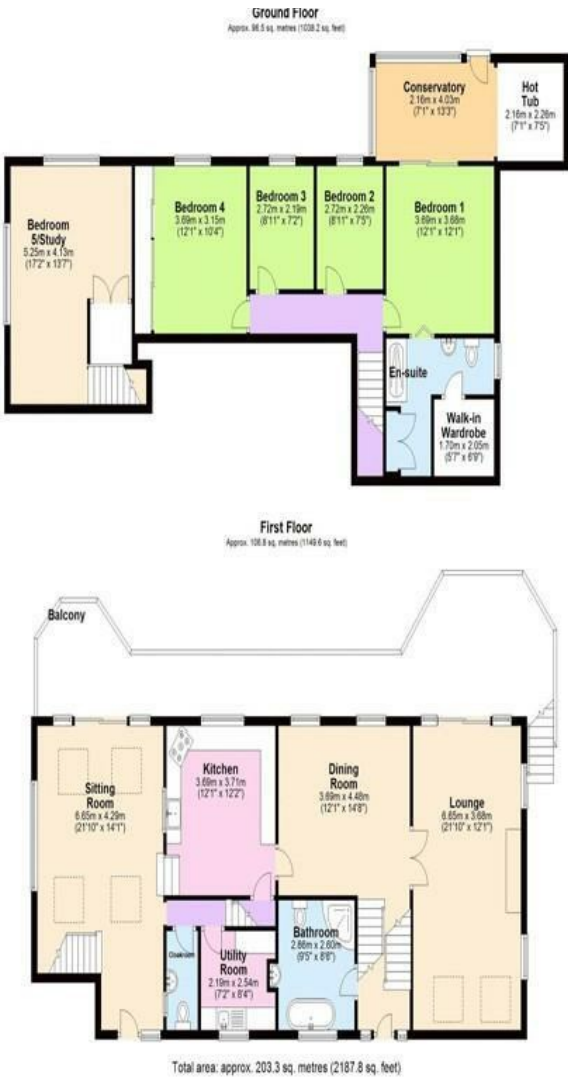 Ground Floor
Approx. 96.5 sq. metres (1038.2 sq. feet)
Conservatory
2.16m x 4.03m
(7'1" x 13'3")
Hot
Tub
2.16m x 2.26m
(7'1" x 7'5")
Bedroom
5/Study
5.25m x 4.13m
(17'2" x 13'7")
Bedroom 4
3.69m x 3.15m
(12'1" x 10'4")
Bedroom 3
2.72m x 2.19m
(8'11" x 7'2")
Bedroom 2
2.72m x 2.26m
(8'11" x 7'5")
Bedroom 1
3.69m x 3.68m
(12'1" x 12'1")
En-suite
Walk-in
Wardrobe
1.70m x 2.05m
(5'7" x 6'9")
First Floor
Approx. 106.8 sq. metres (1149.6 sq. feet)
Balcony
Sitting
Room
6.65m x 4.29m
(21'10" x 14'1")
Kitchen
3.69m x 3.71m
(12'1" x 12'2")
Dining
Room
3.69m x 4.48m
(12'1" x 14'8")
Lounge
6.65m x 3.68m
(21'10" x 12'1")
Cloakroom
Utility
Room
2.19m x 2.54m
(7'2" x 8'4")
Bathroom
2.86m x 2.60m
(9'5" x 8'6")
Total area: approx. 203.3 sq. metres (2187.8 sq. feet)